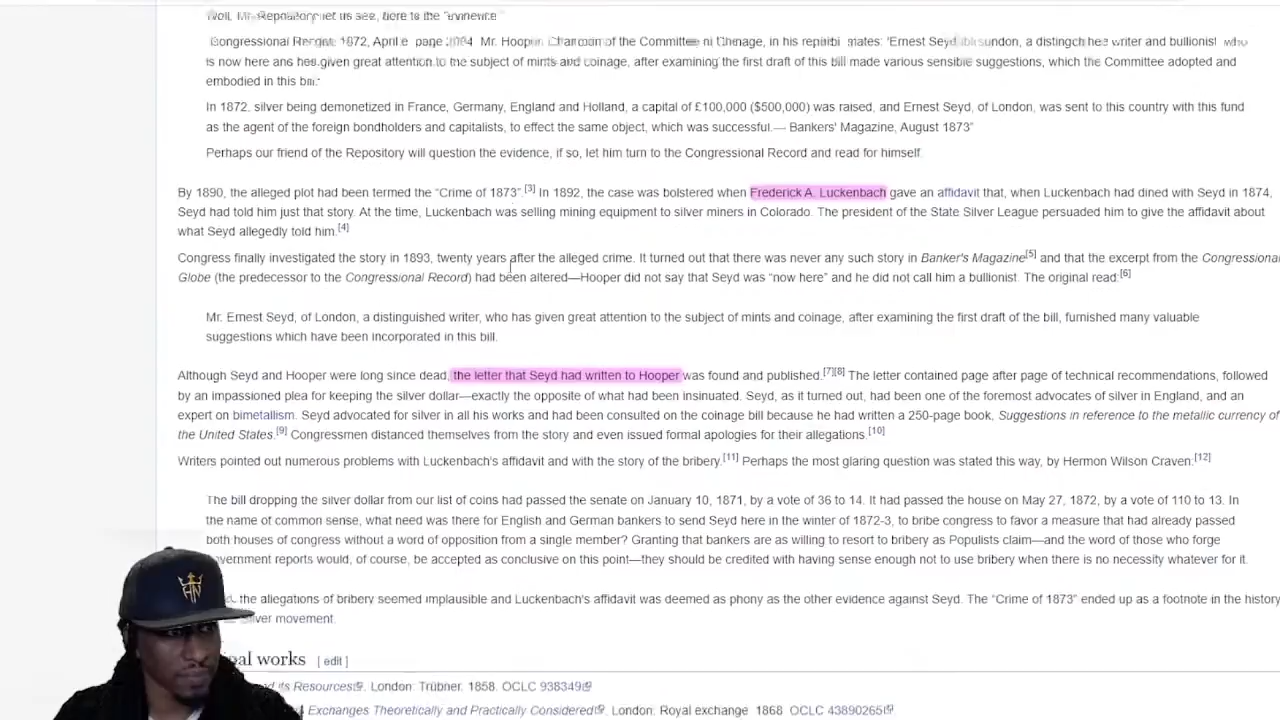 Well,
1872, April page Mr. Hooper, of the Committee in his states: 'Ernest writer and bullionist who
is now here and has given great attention to the subject of mints and coinage, after examining the first draft of this bill made various sensible suggestions, which the Committee adopted and
embodied in this
In 1872, silver being demonetized in France, Germany, England and Holland, a capital of £100,000 ($500,000) was raised, and Ernest Seyd, of London, was sent to this country with this fund
as the agent of the foreign bondholders and capitalists, to effect the same object, which was successful.— Bankers' Magazine, August 1873"
Perhaps our friend of the Repository will question the evidence, if so, let him turn to the Congressional Record and read for himself.
By 1890, the alleged plot had been termed the "Crime of 1873".[3] In 1892, the case was bolstered when Frederick A. Luckenbach gave an affidavit that, when Luckenbach had dined with Seyd in 1874,
Seyd had told him just that story. At the time, Luckenbach was selling mining equipment to silver miners in Colorado. The president of the State Silver League persuaded him to give the affidavit about
what Seyd allegedly told him.[4]
Congress finally investigated the story in 1893, twenty years after the alleged crime. It turned out that there was never any such story in Banker's Magazine[5] and that the excerpt from the Congressional
Globe (the predecessor to the Congressional Record) had been altered—Hooper did not say that Seyd was "now here" and he did not call him a bullionist. The original read:[6]
Mr. Ernest Seyd, of London, a distinguished writer, who has given great attention to the subject of mints and coinage, after examining the first draft of the bill, furnished many valuable
suggestions which have been incorporated in this bill.
Although Seyd and Hooper were long since dead, the letter that Seyd had written to Hooper was found and published.[7][8] The letter contained page after page of technical recommendations, followed
by an impassioned plea for keeping the silver dollar—exactly the opposite of what had been insinuated. Seyd, as it turned out, had been one of the foremost advocates of silver in England, and an
expert on bimetallism. Seyd advocated for silver in all his works and had been consulted on the coinage bill because he had written a 250-page book, Suggestions in reference to the metallic currency of
the United States.[9] Congressmen distanced themselves from the story and even issued formal apologies for their allegations.[10]
Writers pointed out numerous problems with Luckenbach's affidavit and with the story of the bribery.[11] Perhaps the most glaring question was stated this way, by Hermon Wilson Craven:[12]
The bill dropping the silver dollar from our list of coins had passed the senate on January 10, 1871, by a vote of 36 to 14. It had passed the house on May 27, 1872, by a vote of 110 to 13. In
the name of common sense, what need was there for English and German bankers to send Seyd here in the winter of 1872-3, to bribe congress to favor a measure that had already passed
both houses of congress without a word of opposition from a single member? Granting that bankers are as willing to resort to bribery as Populists claim—and the word of those who forge
government reports would, of course, be accepted as conclusive on this point—they should be credited with having sense enough not to use bribery when there is no necessity whatever for it.
the allegations of bribery seemed implausible and Luckenbach's affidavit was deemed as phony as the other evidence against Seyd. The "Crime of 1873" ended up as a footnote in the history
movement.
works [ edit ]
its Resources. London: Trübner. 1858. OCLC 938349
Exchanges Theoretically and Practically Considered. London: Royal exchange 1868 OCLC 43890265
HN